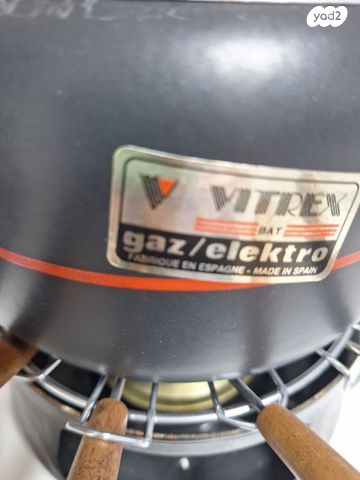 yad2
VITREX
BAT
gaz/elektro
FABRIQUE EN ESPAGNE - MADE IN SPAIN